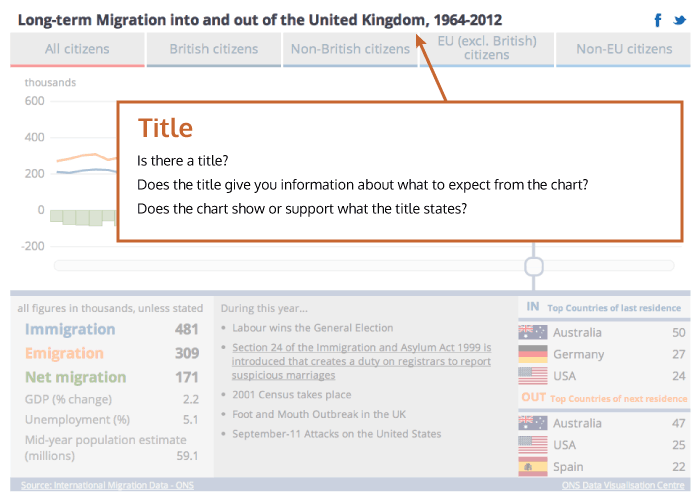 Long-term Migration into and out of the United Kingdom, 1964-2012
All citizens
British citizens
Non-British citizens
EU (excl. British)
citizens
Non-EU citizens
thousands
600
400
200
0
-200
Title
Is there a title?
Does the title give you information about what to expect from the chart?
Does the chart show or support what the title states?
all figures in thousands, unless stated
Immigration 481
Emigration 309
Net migration 171
GDP (% change) 2.2
Unemployment (%) 5.1
Mid-year population estimate
(millions) 59.1
During this year...
• Labour wins the General Election
• Section 24 of the Immigration and Asylum Act 1999 is
introduced that creates a duty on registrars to report
suspicious marriages
• 2001 Census takes place
• Foot and Mouth Outbreak in the UK
• September-11 Attacks on the United States
IN Top Countries of last residence
Australia 50
Germany 27
USA 24
OUT Top Countries of next residence
Australia 47
USA 25
Spain 22
Source: International Migration Data - ONS
ONS Data Visualisation Centre